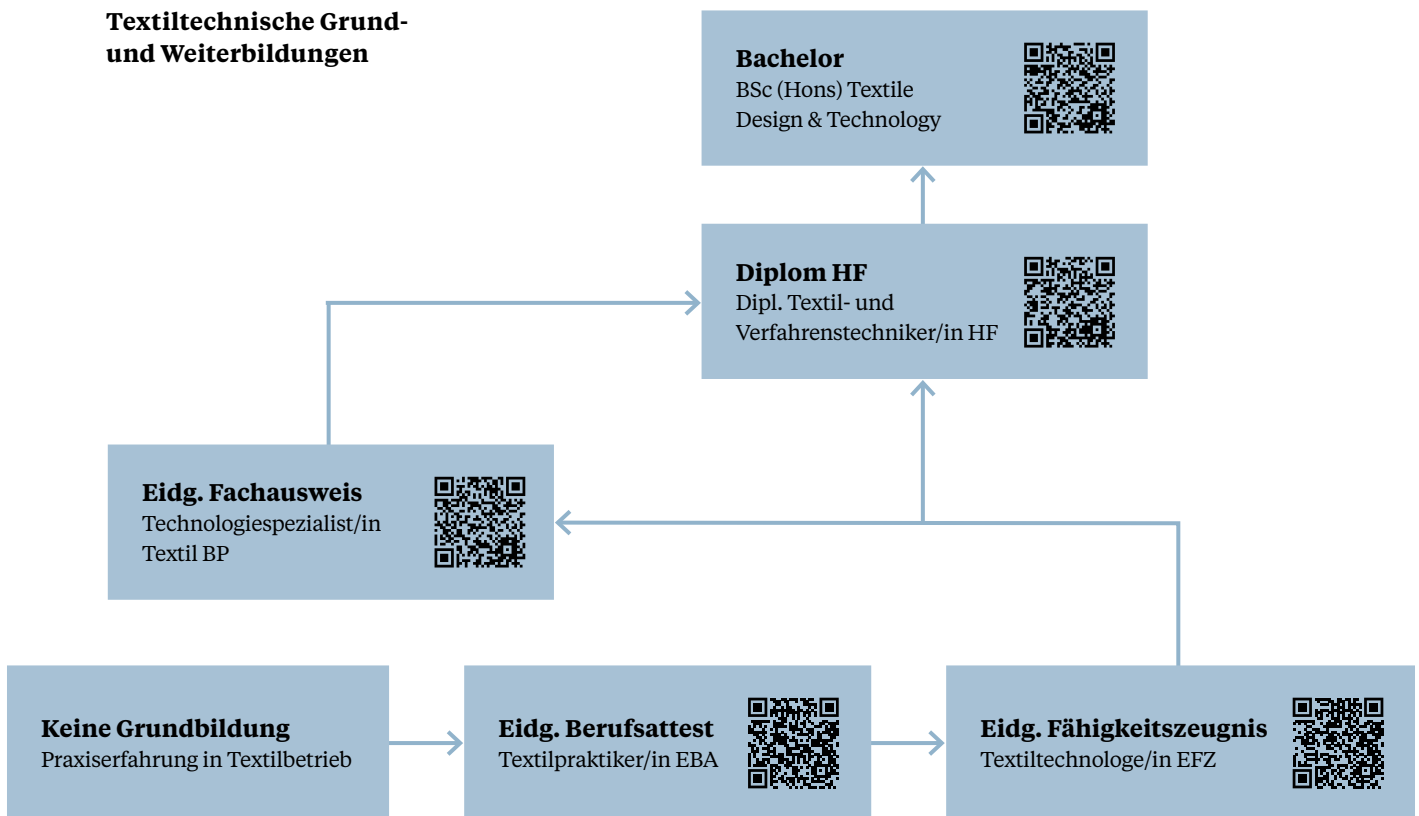 Textiltechnische Grund-
und Weiterbildungen
Bachelor
BSc (Hons) Textile
Design & Technology
Diplom HF
Dipl. Textil- und
Verfahrenstechniker/in HF
Eidg. Fachausweis
Technologiespezialist/in
Textil BP
Keine Grundbildung
Praxiserfahrung in Textilbetrieb
Eidg. Berufsattest
Textilpraktiker/in EBA
Eidg. Fähigkeitszeugnis
Textiltechnologe/in EFZ